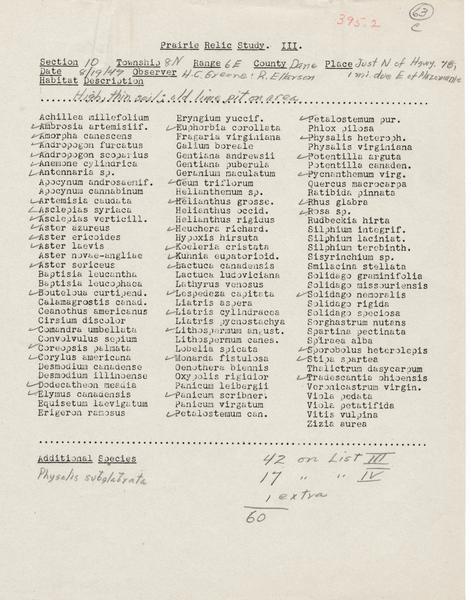 395.2
63
C
Prairie Relic Study. III.
Section 10 Township 8N Range 6E County Dane Place Just N of Hgwy. 78,
Date 8/19/47 Observer H.C. Greene; R. Ellarson 1 mi. due E of Mazomanie
Habitat Description
High, thin soil; old lime pit on area
Achillea millefolium
✓Ambrosia artemisiif.
✓Amorpha canescens
✓Andropogon furcatus
✓Andropogon scoparius
✓Anemone cylindrica
✓Antennaria sp.
Apocynum androsaemif.
Apocynum cannabinum
✓Artemisia caudata
✓Asclepias syriaca
✓Asclepias verticill.
✓Aster azureus
✓Aster ericoides
✓Aster laevis
Aster novae-angliae
✓Aster sericeus
Baptisia leucantha
Baptisia leucophaea
✓Bouteloua curtipend.
Calamagrostis canad.
Ceanothus americanus
Cirsium discolor
✓Comandra umbellata
Convolvulus sepium
✓Coreopsis palmata
✓Corylus americana
Desmodium canadense
Desmodium illinoense
✓Dodecatheon meadia
✓Elymus canadensis
Equisetum laevigatum
Erigeron ramosus
Eryngium yuccif.
✓Euphorbia corollata
Fragaria virginiana
Galium boreale
Gentiana andrewsii
Gentiana puberula
Geranium maculatum
✓Geum triflorum
Helianthemum sp.
✓Helianthus grosse.
Helianthus occid.
Helianthus rigidus
✓Heuchera richard.
Hypoxis hirsuta
✓Koeleria cristata
✓Kuhnia eupatorioid.
✓Lactuca canadensis
Lactuca ludoviciana
Lathyrus venosus
✓Lespedeza capitata
Liatris aspera
✓Liatris cylindracea
Liatris pycnostachya
✓Lithospermum angust.
Lithospermum canes.
Lobelia spicata
✓Monarda fistulosa
Oenothera biennis
Oxypolis rigidior
Panicum leibergii
✓Panicum scribner.
Panicum virgatum
✓Petalostemum can.
✓Petalostemum pur.
Phlox pilosa
✓Physalis heteroph.
Physalis virginiana
✓Potentilla arguta
Potentilla canaden.
✓Pycnanthemum virg.
Quercus macrocarpa
Ratibida pinnata
✓Rhus glabra
✓Rosa sp.
Rudbeckia hirta
Silphium integrif.
Silphium laciniat.
Silphium terebinth.
Sisyrinchium sp.
Smilacina stellata
Solidago graminifolia
Solidago missouriensis
✓Solidago nemoralis
Solidago rigida
Solidago speciosa
Sorghastrum nutans
Spartina pectinata
Spiraea alba
✓Sporobolus heterolepis
✓Stipa spartea
Thalictrum dasycarpum
✓Tradescantia ohioensis
Veronicastrum virgin.
Viola pedata
Viola pedatifida
Vitis vulpina
Zizia aurea
Additional Species
Physalis subglabrata
42 on List III
17 " " IV
1 extra
60